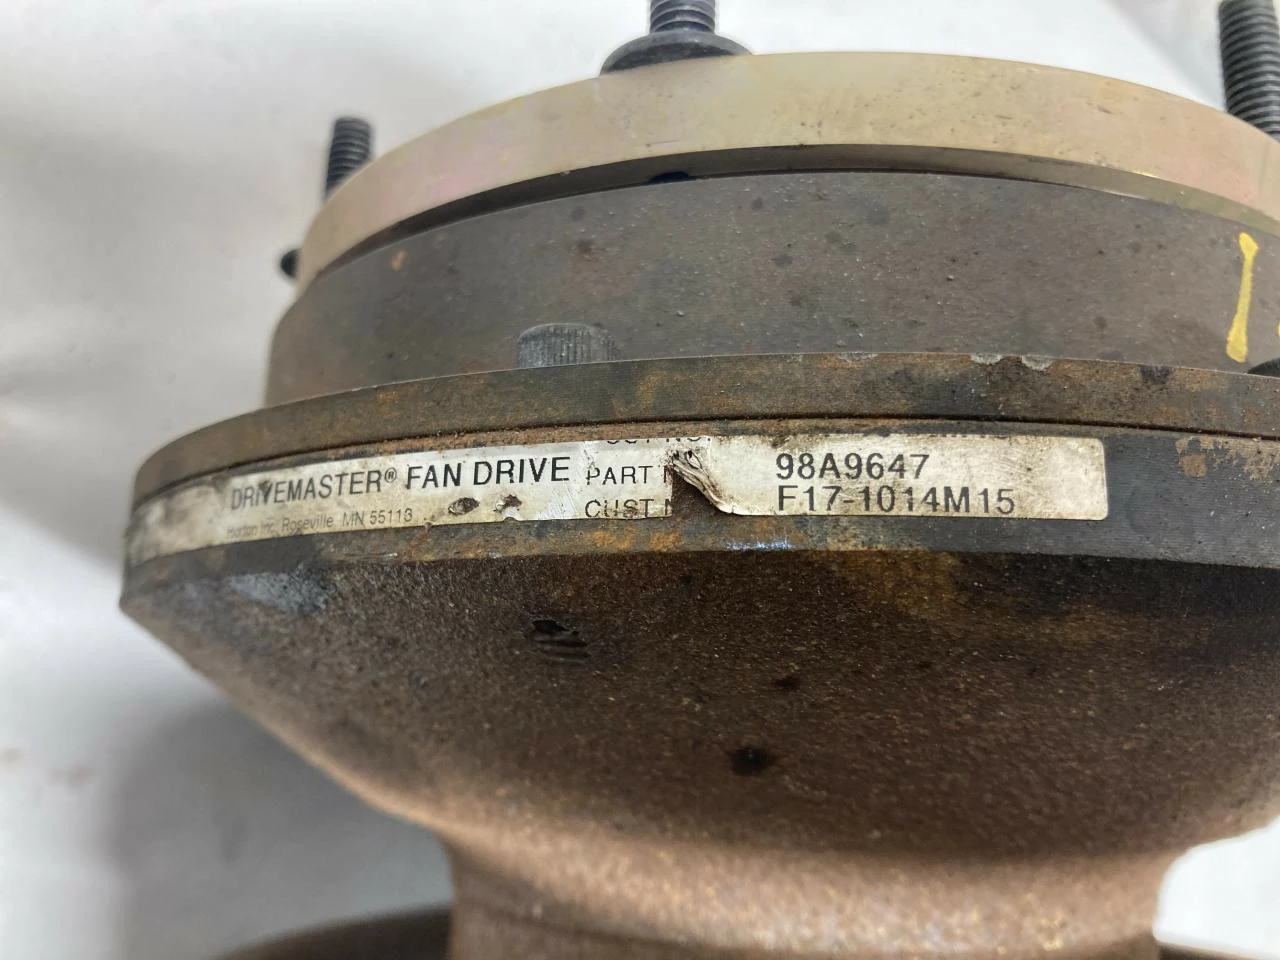 DRIVEMASTER® FAN DRIVE
Horton Inc. Roseville MN 55113
PART N 98A9647
CUST N F17-1014M15